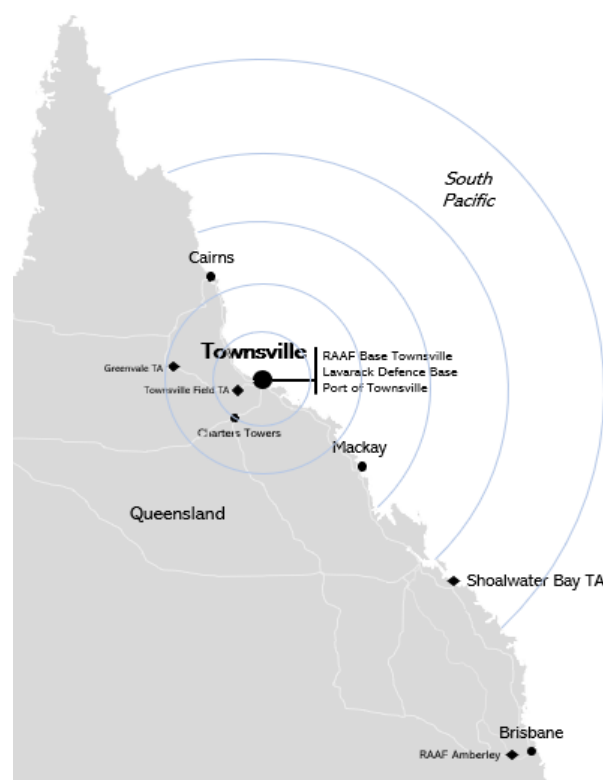 South
Pacific
Cairns
Townsville
RAAF Base Townsville
Lavarack Defence Base
Port of Townsville
Greenvale TA
Townsville Field TA
Charters Towers
Mackay
Queensland
Shoalwater Bay TA
Brisbane
RAAF Amberley